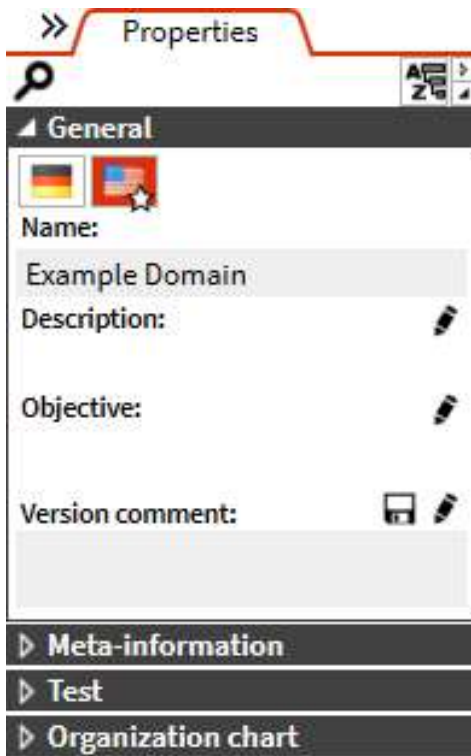 Properties
A
Z
General
Name:
Example Domain
Description:
Objective:
Version comment:
Meta-information
Test
Organization chart